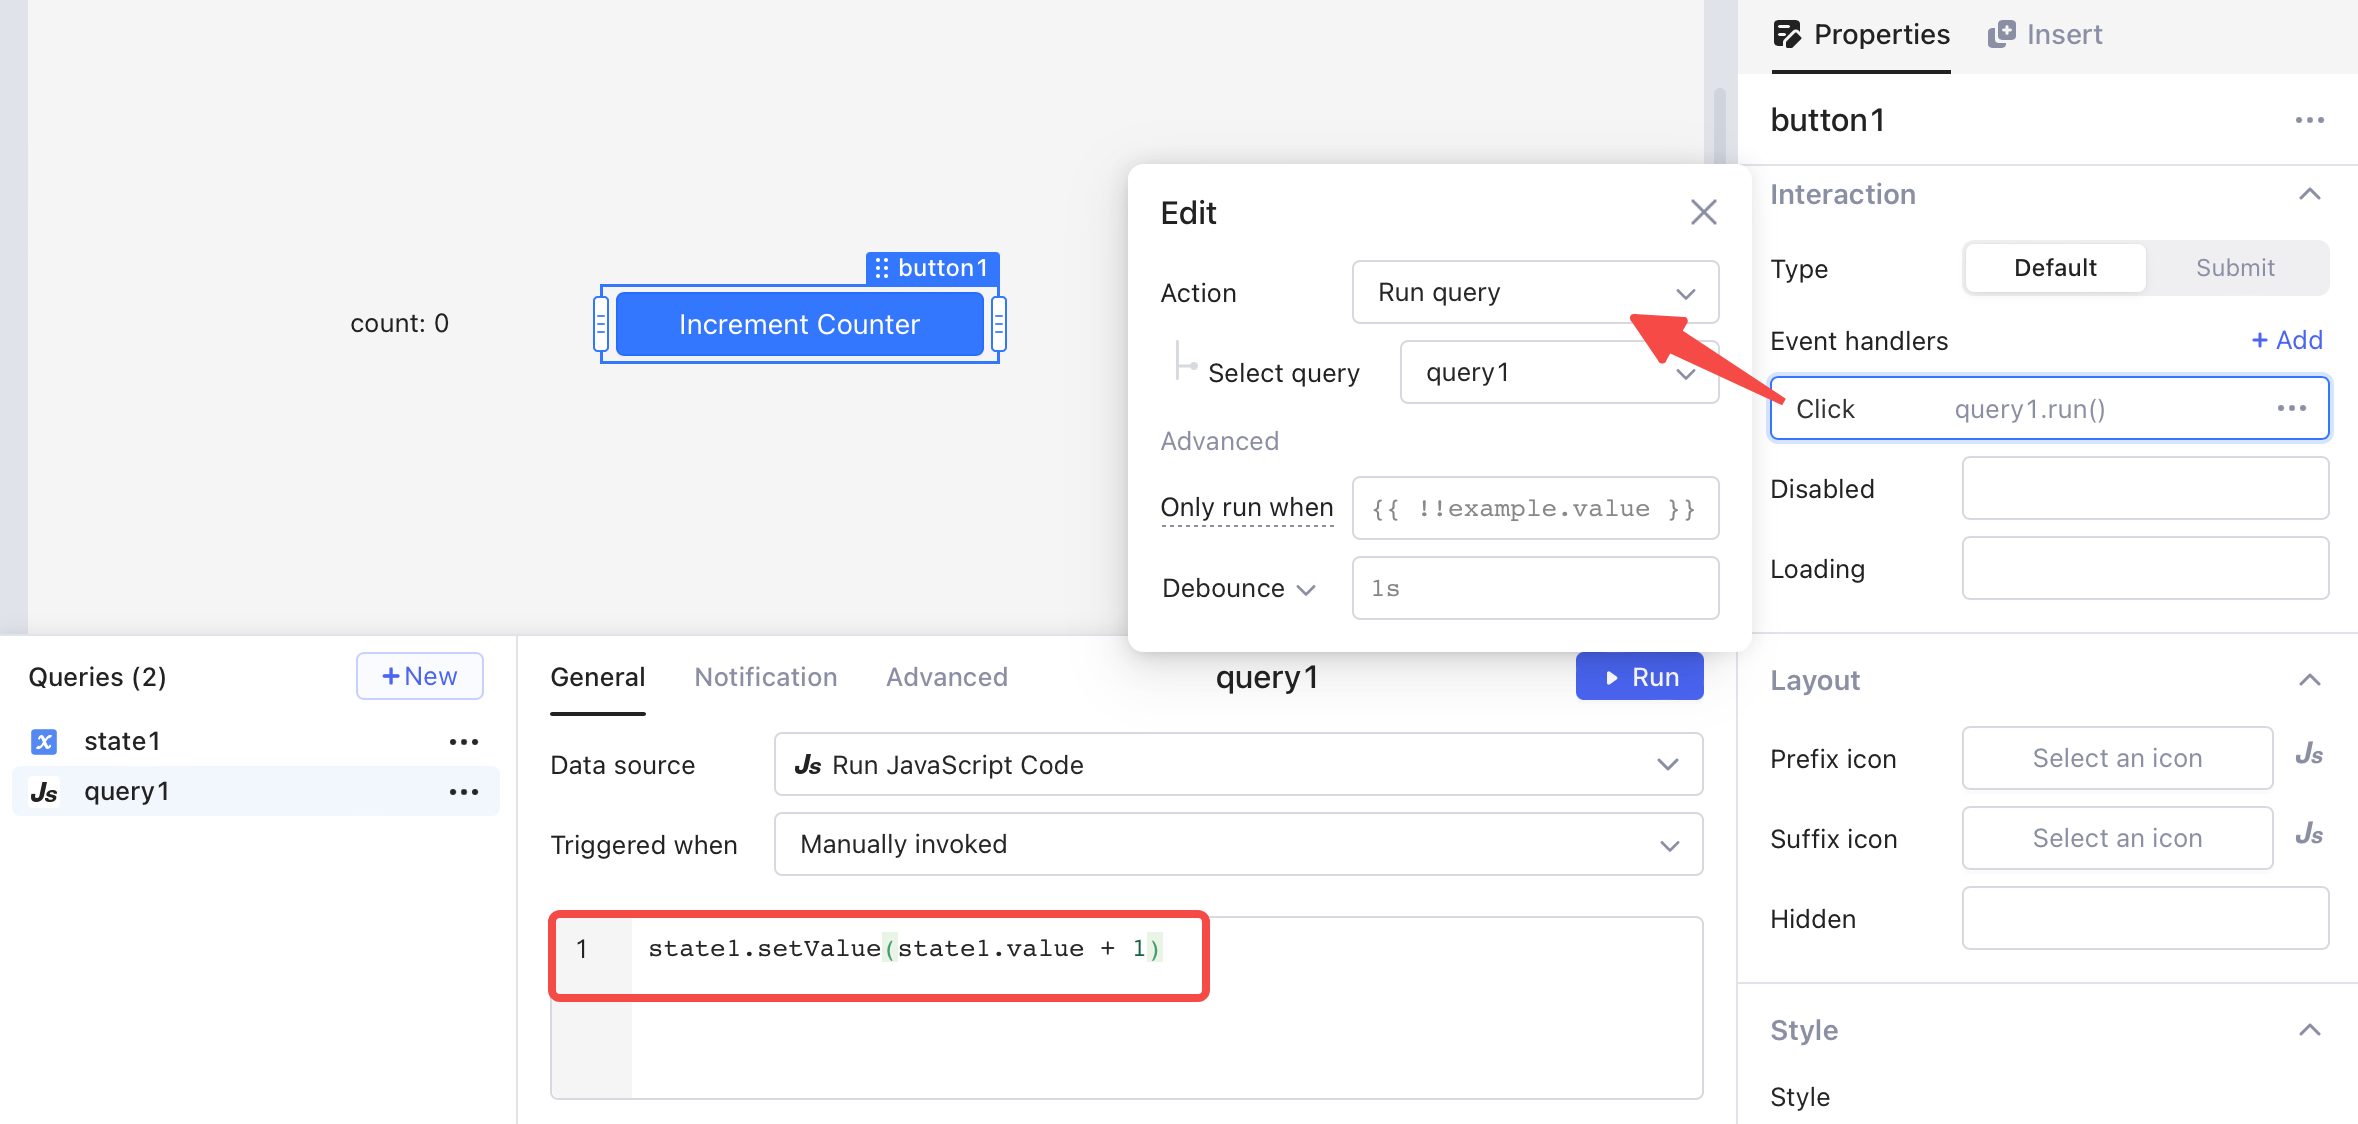 count: 0
button1
Increment Counter
Edit
Action
Run query
Select query
query1
Advanced
Only run when
{{ !!example.value }}
Debounce
1s
Properties
Insert
button1
Interaction
Type
Default
Submit
Event handlers
+ Add
Click
query1.run()
Disabled
Loading
Layout
Prefix icon
Select an icon
Js
Suffix icon
Select an icon
Js
Hidden
Style
Style
Queries (2)
+ New
x state1
Js query1
General
Notification
Advanced
query1
Run
Data source
Js Run JavaScript Code
Triggered when
Manually invoked
1 state1.setValue(state1.value + 1)